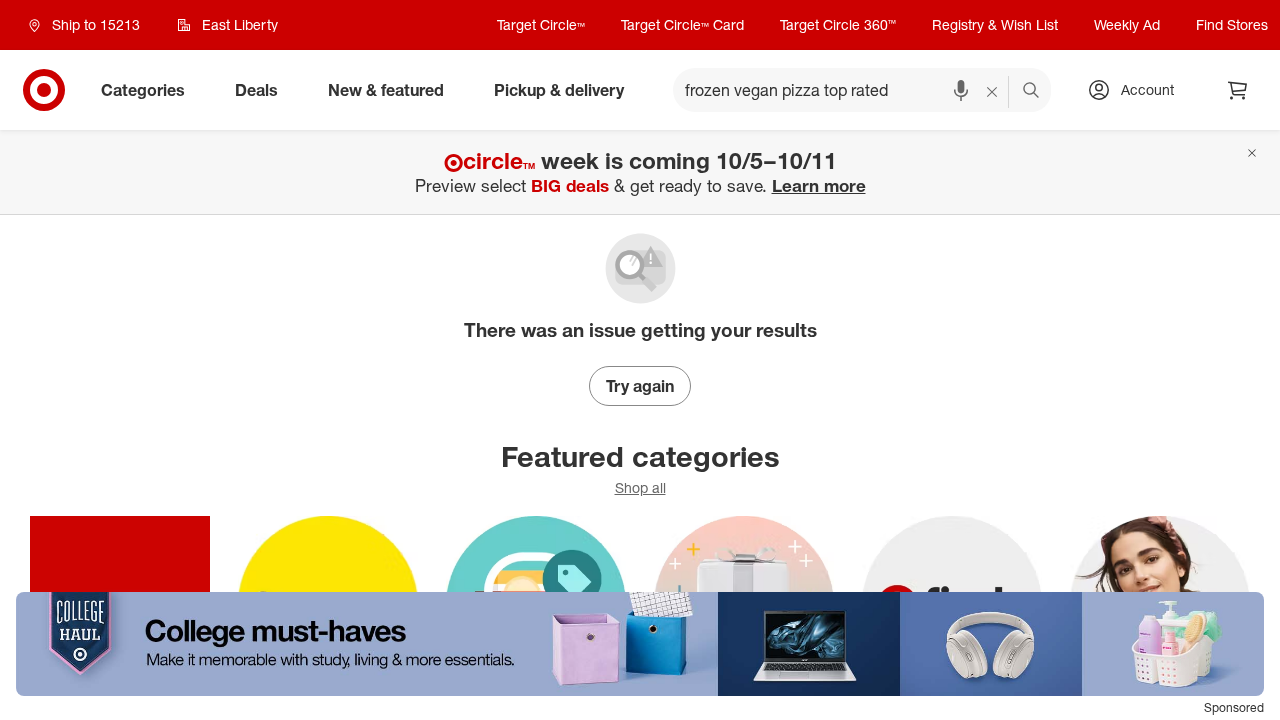 Ship to 15213
East Liberty
Target Circle™
Target Circle™ Card
Target Circle 360™
Registry & Wish List
Weekly Ad
Find Stores
Categories
Deals
New & featured
Pickup & delivery
frozen vegan pizza top rated
Account
circle™ week is coming 10/5–10/11
Preview select BIG deals & get ready to save. Learn more
There was an issue getting your results
Try again
Featured categories
Shop all
COLLEGE
HAUL
College must-haves
Make it memorable with study, living & more essentials.
Sponsored